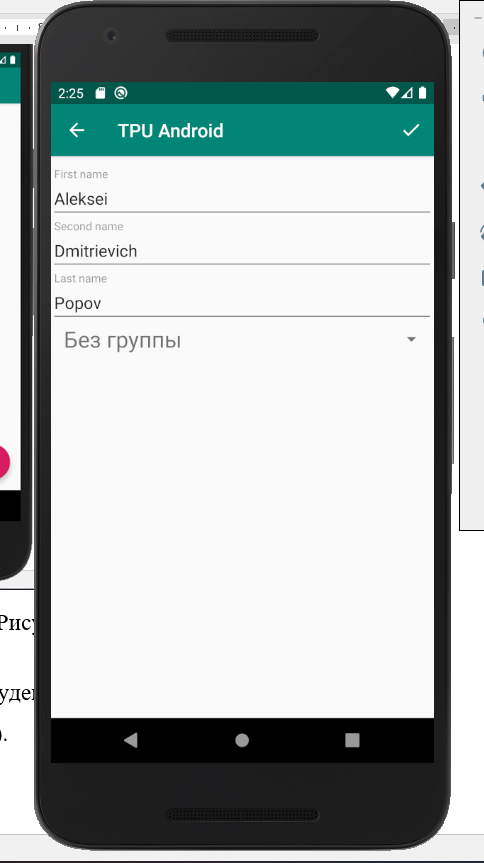 2:25
TPU Android
First name
Aleksei
Second name
Dmitrievich
Last name
Popov
Без группы